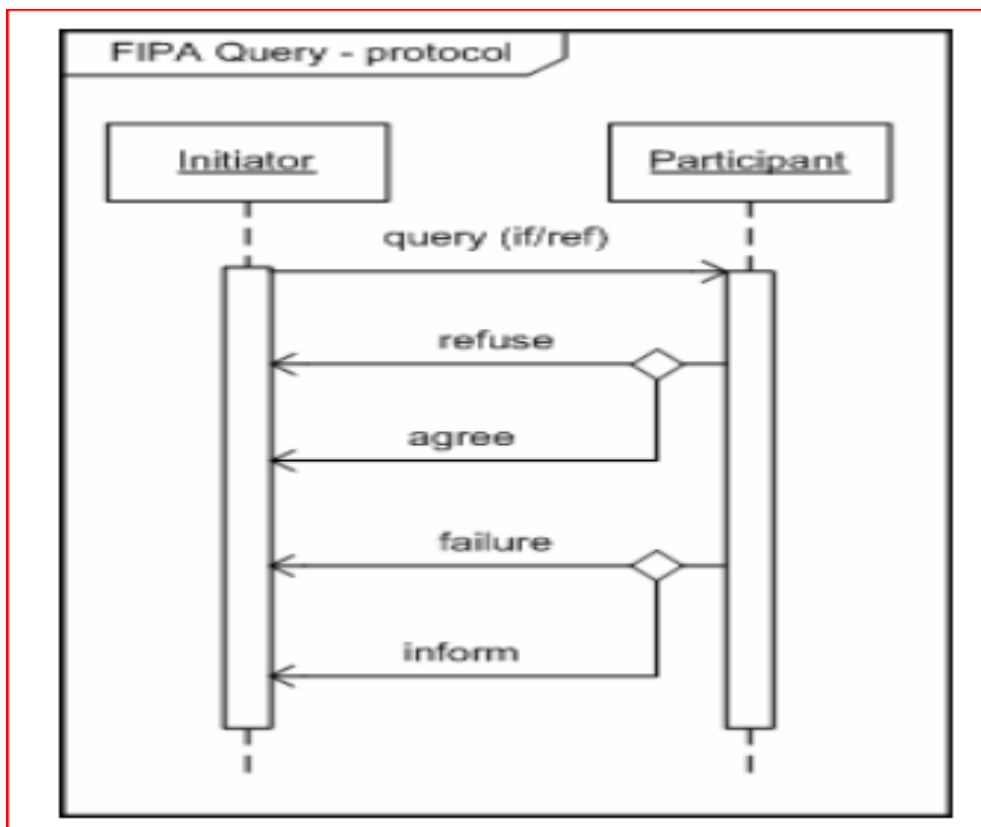 FIPA Query - protocol
Initiator
Participant
query (if/ref)
refuse
agree
failure
inform